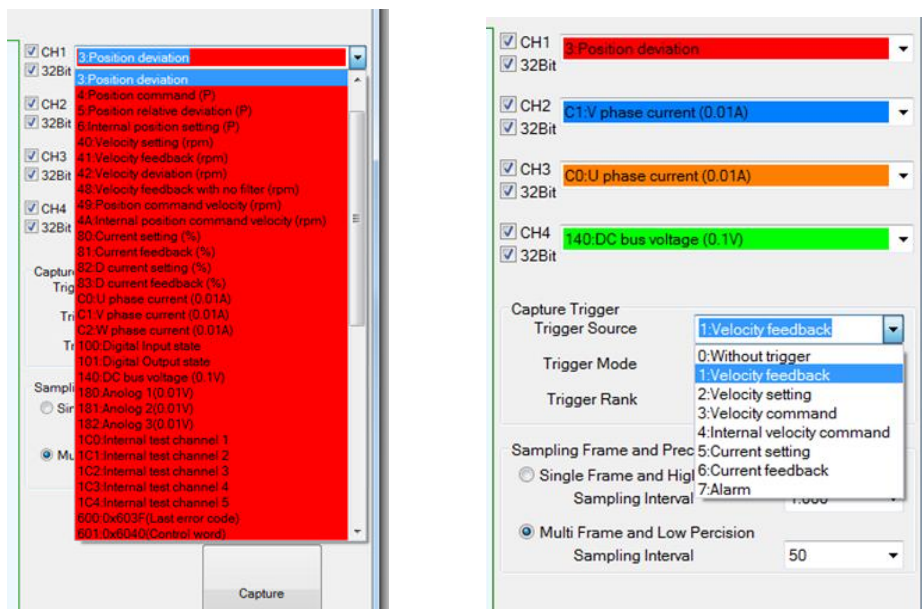 CH1
3:Position deviation
32Bit
3:Position deviation
4:Position command (P)
CH2
5:Position relative deviation (P)
32Bit
6:Internal position setting (P)
40:Velocity setting (rpm)
41:Velocity feedback (rpm)
CH3
42:Velocity deviation (rpm)
32Bit
48:Velocity feedback with no filter (rpm)
49:Position command velocity (rpm)
CH4
4A:Internal position command velocity (rpm)
32Bit
80:Current setting (%)
81:Current feedback (%)
82:D current setting (%)
Captur
83:D current feedback (%)
Trig
C0:U phase current (0.01A)
C1:V phase current (0.01A)
Tri
C2:W phase current (0.01A)
100:Digital Input state
Tr
101:Digital Output state
140:DC bus voltage (0.1V)
Sampli
180:Anolog 1(0.01V)
Sin
181:Anolog 2(0.01V)
182:Anolog 3(0.01V)
1C0:Internal test channel 1
Mu
1C1:Internal test channel 2
1C2:Internal test channel 3
1C3:Internal test channel 4
1C4:Internal test channel 5
600:0x603F(Last error code)
601:0x6040(Control word)
Capture
CH1
3:Position deviation
32Bit
CH2
C1:V phase current (0.01A)
32Bit
CH3
C0:U phase current (0.01A)
32Bit
CH4
140:DC bus voltage (0.1V)
32Bit
Capture Trigger
Trigger Source 1:Velocity feedback
0:Without trigger
Trigger Mode
1:Velocity feedback
2:Velocity setting
Trigger Rank
3:Velocity command
4:Internal velocity command
Sampling Frame and Prec
5:Current setting
Single Frame and High
6:Current feedback
7:Alarm
Sampling Interval 1.000
Multi Frame and Low Percision
Sampling Interval 50